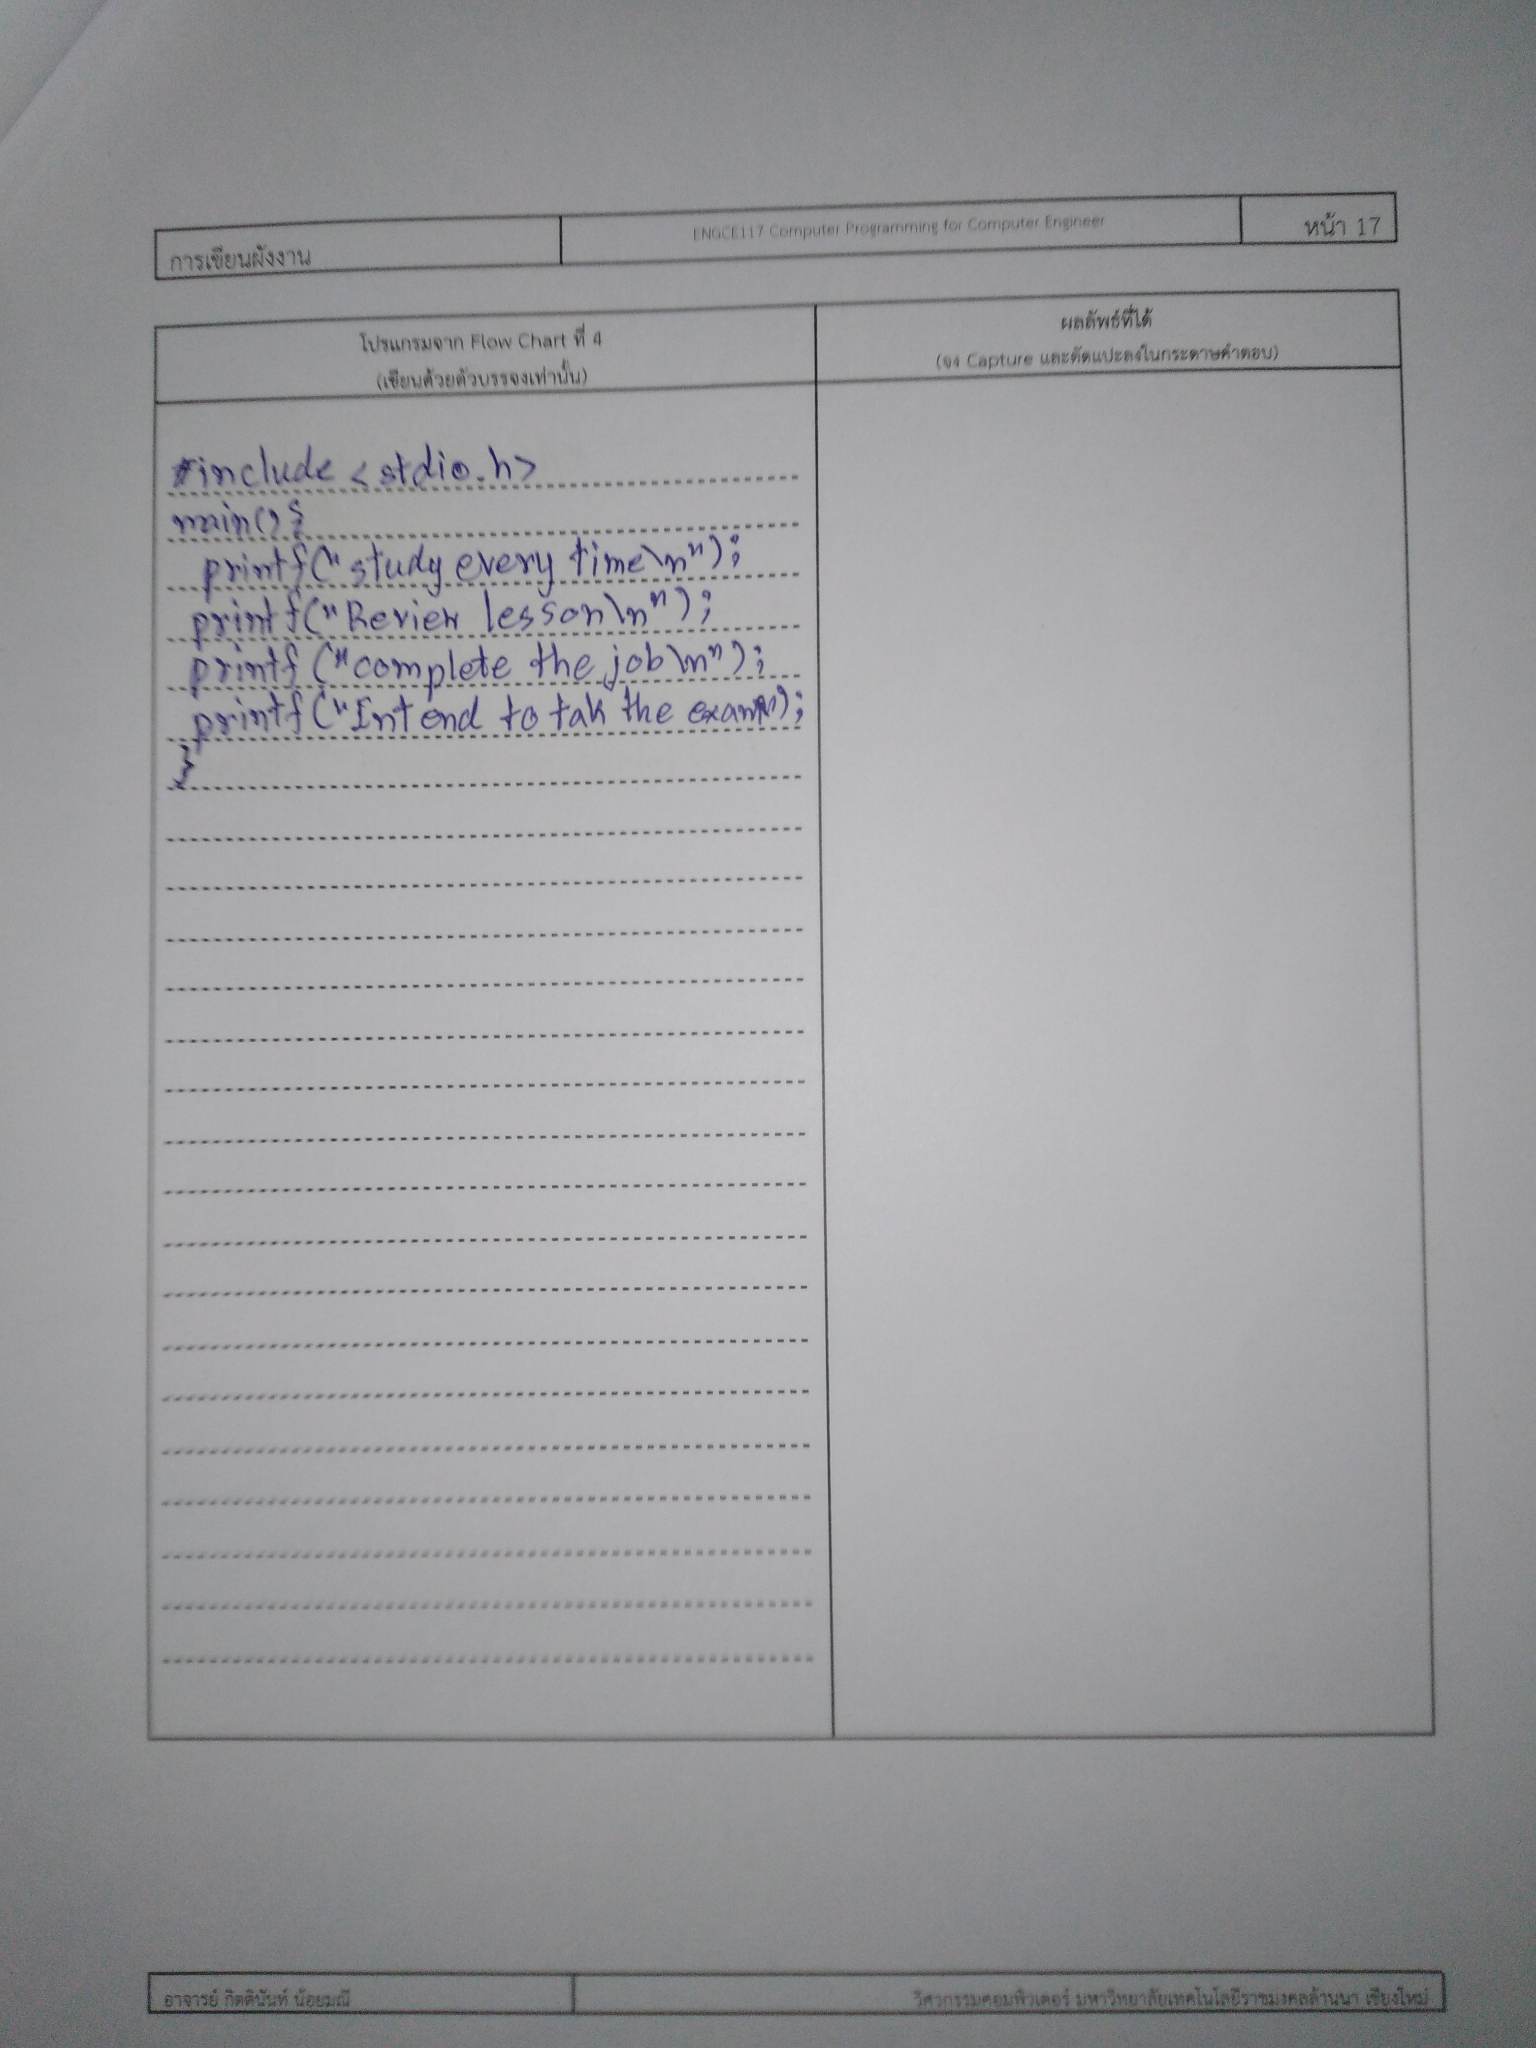 การเขียนผังงาน
ENGCE117 Computer Programming for Computer Engineer
หน้า 17
โปรแกรมจาก Flow Chart ที่ 4
(เขียนด้วยตัวบรรจงเท่านั้น)
ผลลัพธ์ที่ได้
(จง Capture และตัดแปะลงในกระดาษคำตอบ)
#include <stdio.h>
main(){
printf("study every time\n");
printf("Review lesson\n");
printf("complete the job\n");
printf("Intend to tak the exam");
}
อาจารย์ กิตตินันท์ น้อยมณี
วิศวกรรมคอมพิวเตอร์ มหาวิทยาลัยเทคโนโลยีราชมงคลล้านนา เชียงใหม่